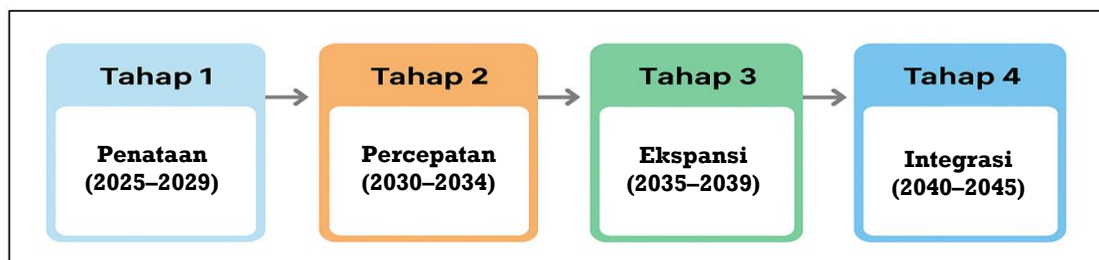 Tahap 1
Penataan
(2025–2029)
Tahap 2
Percepatan
(2030–2034)
Tahap 3
Ekspansi
(2035–2039)
Tahap 4
Integrasi
(2040–2045)